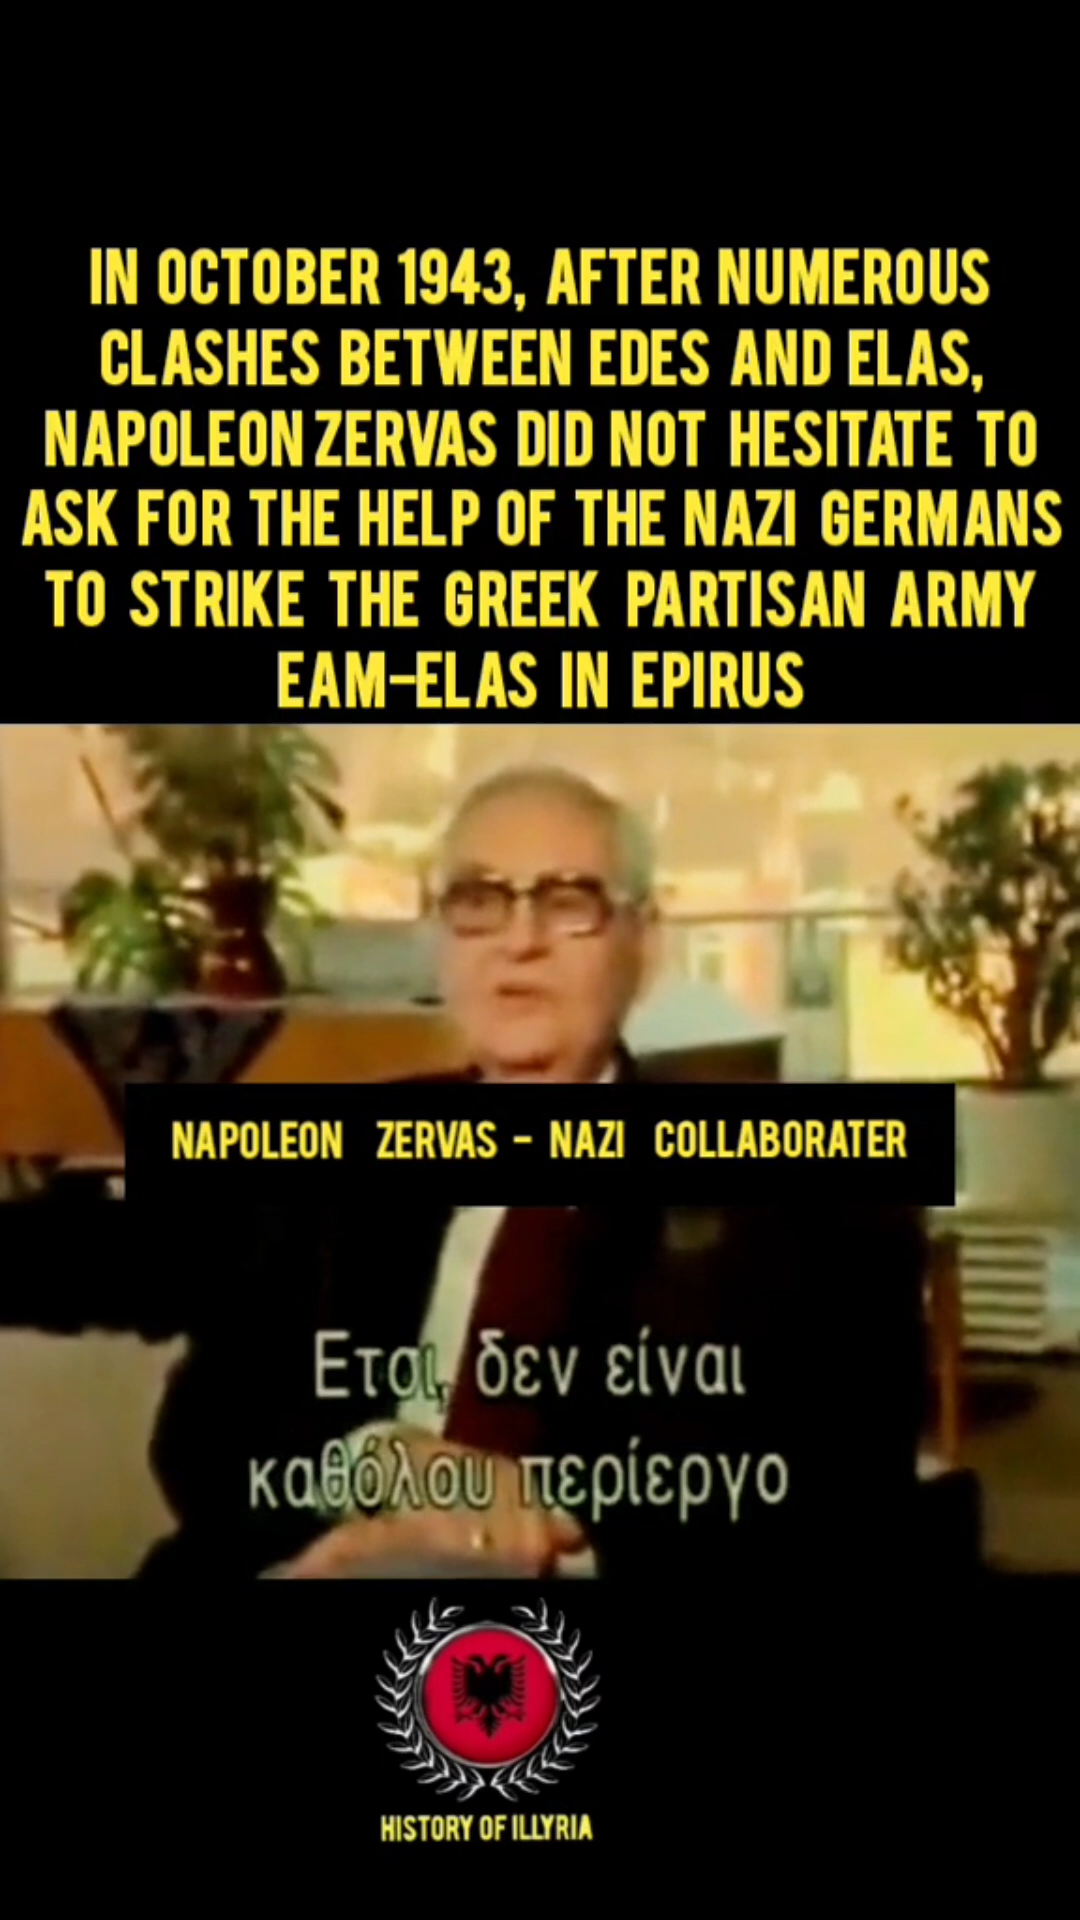 IN OCTOBER 1943, AFTER NUMEROUS
CLASHES BETWEEN EDES AND ELAS,
NAPOLEON ZERVAS DID NOT HESITATE TO
ASK FOR THE HELP OF THE NAZI GERMANS
TO STRIKE THE GREEK PARTISAN ARMY
EAM-ELAS IN EPIRUS
NAPOLEON ZERVAS - NAZI COLLABORATER
Ετσι, δεν είναι
καθόλου περίεργο
HISTORY OF ILLYRIA